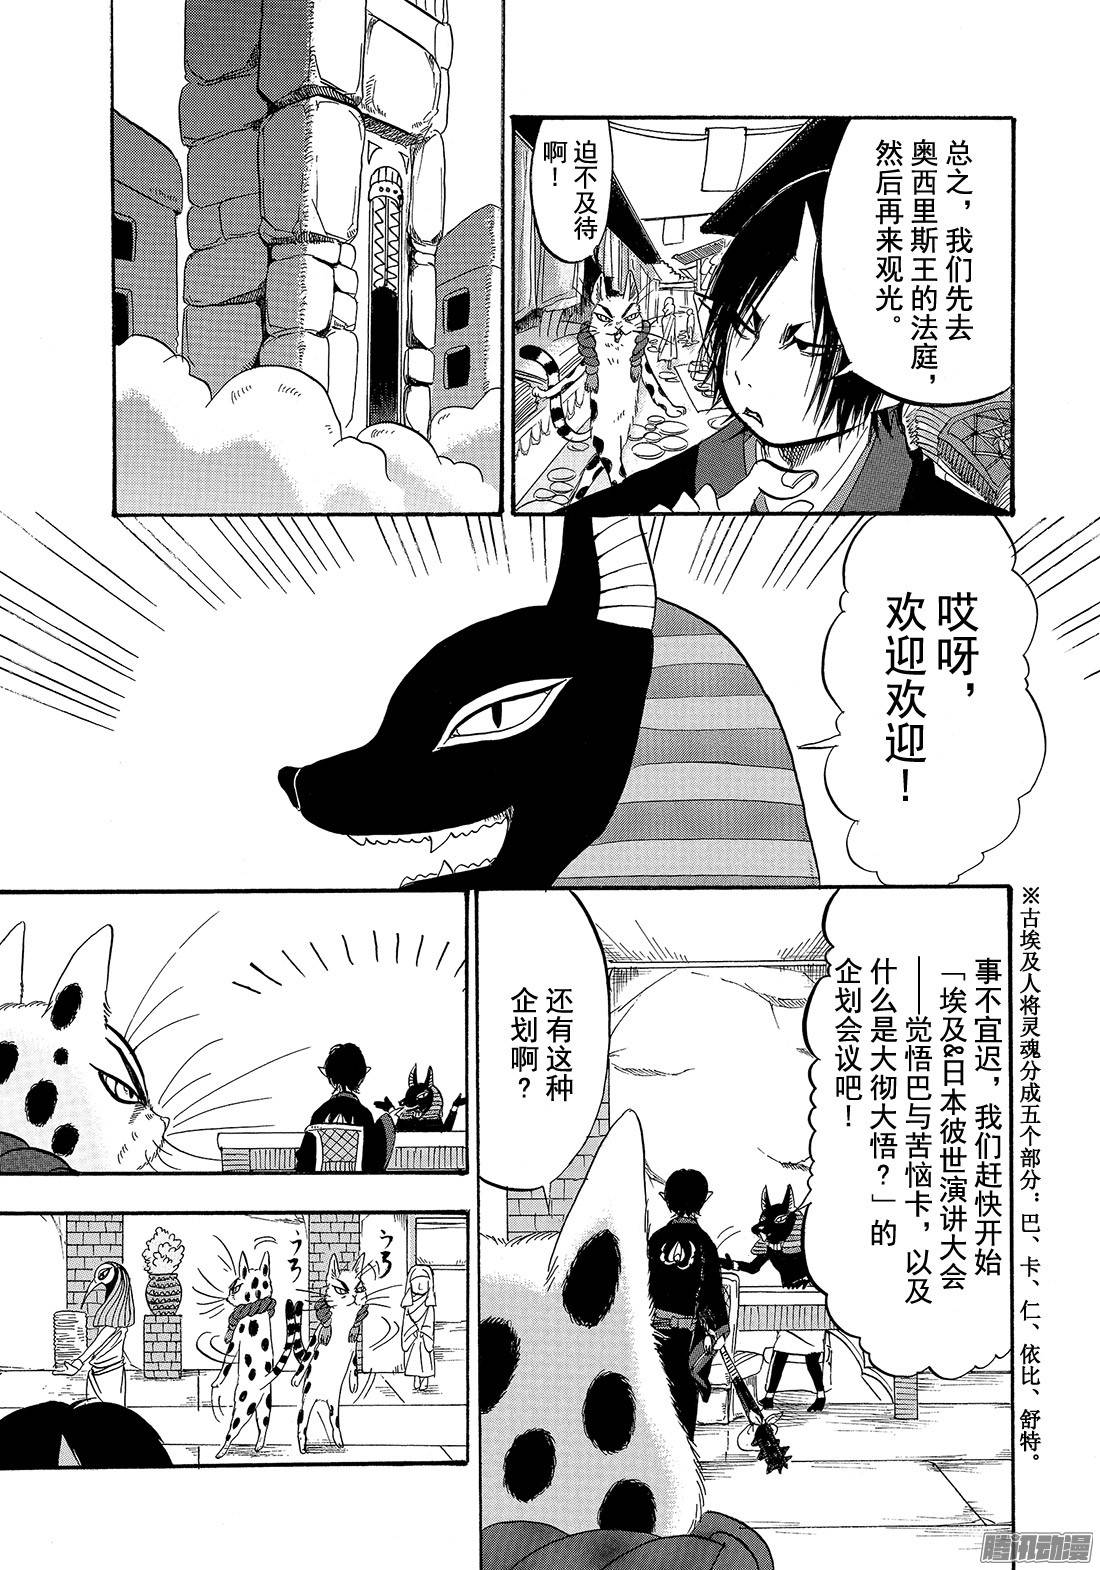 总之，我们先去
奥西里斯王的法庭，
然后再来观光。
迫不及待
啊！
哎呀，
欢迎欢迎！
※古埃及人将灵魂分成五个部分：巴、卡、仁、依比、舒特。
事不宜迟，我们赶快开始
「埃及&日本彼世演讲大会
——觉悟巴与苦恼卡，以及
什么是大彻大悟？」的
企划会议吧！
还有这种
企划啊？
うろ
うろ
腾讯动漫